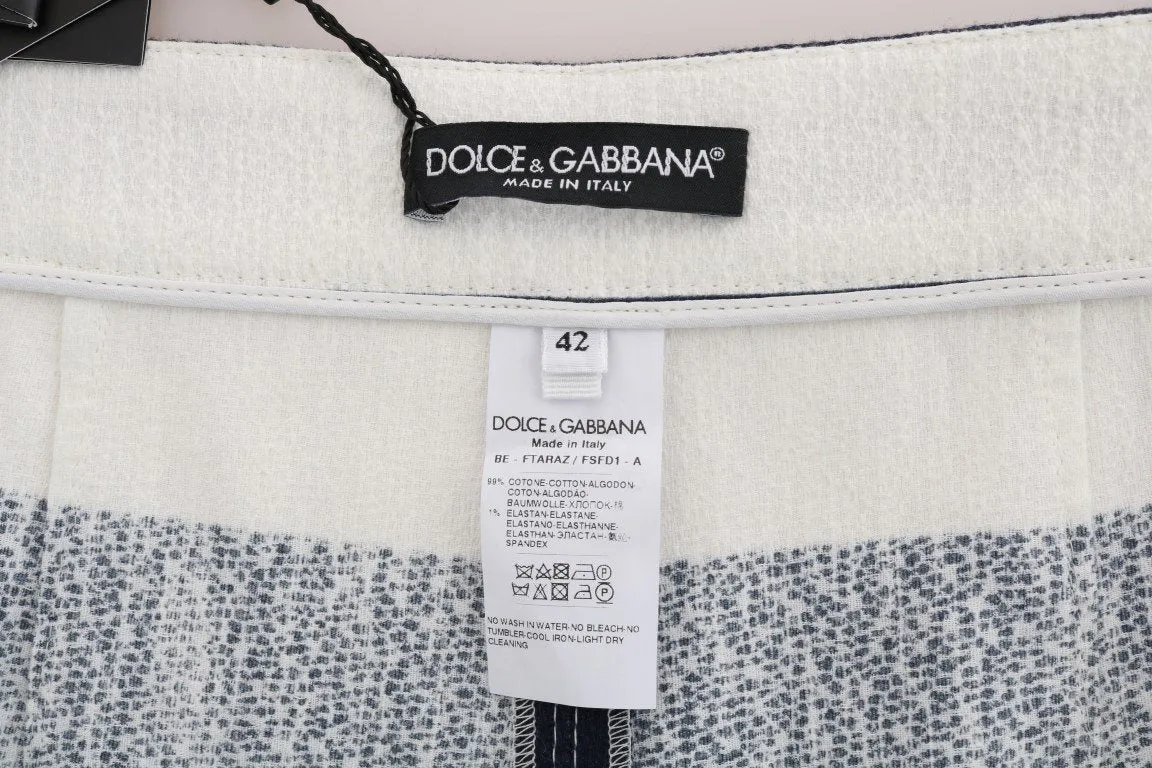 DOLCE & GABBANA®
MADE IN ITALY
42
DOLCE & GABBANA
Made in Italy
BE - FTARAZ / FSFD1 - A
99% COTONE-COTTON-ALGODON-
COTON-ALGODÃO-
BAUMWOLLE-ХЛОПОК-棉
1% ELASTAN-ELASTANE-
ELASTANO-ELASTHANNE-
ELASTHAN-ЭЛАСТАН-
SPANDEX
P
P
NO WASH IN WATER-NO BLEACH-NO
TUMBLER-COOL IRON-LIGHT DRY
CLEANING